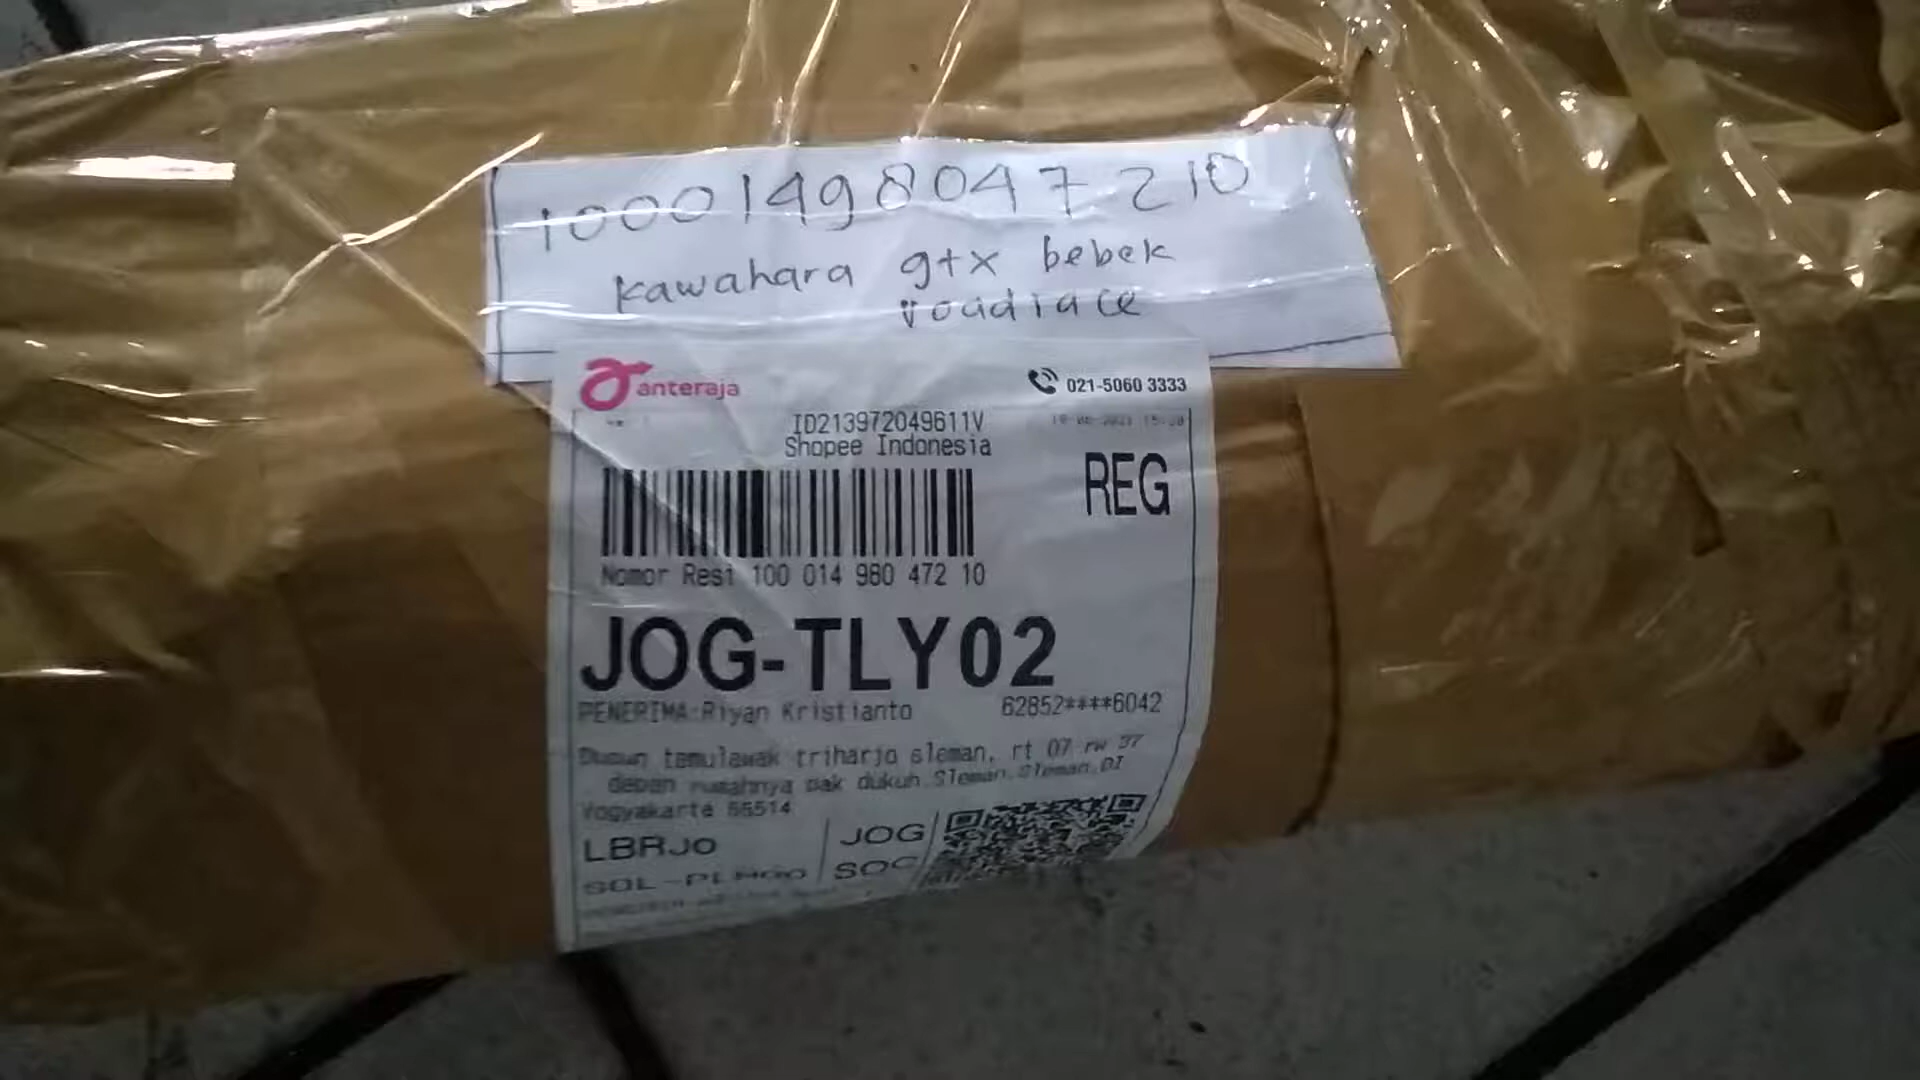 10001498047210
kawahara gtx bebek
roadrace
anteraja
021-5060 3333
ID213972049611V
Shopee Indonesia
REG
Nomor Resi 100 014 980 472 10
JOG-TLY02
PENERIMA:Riyan Kristianto 62852****6042
Dusun temulawak triharjo sleman, rt 07 rw 37
depan rumahnya pak dukuh.Sleman,Sleman,DI
Yogyakarta 55514
LBRJO
JOG
SOC